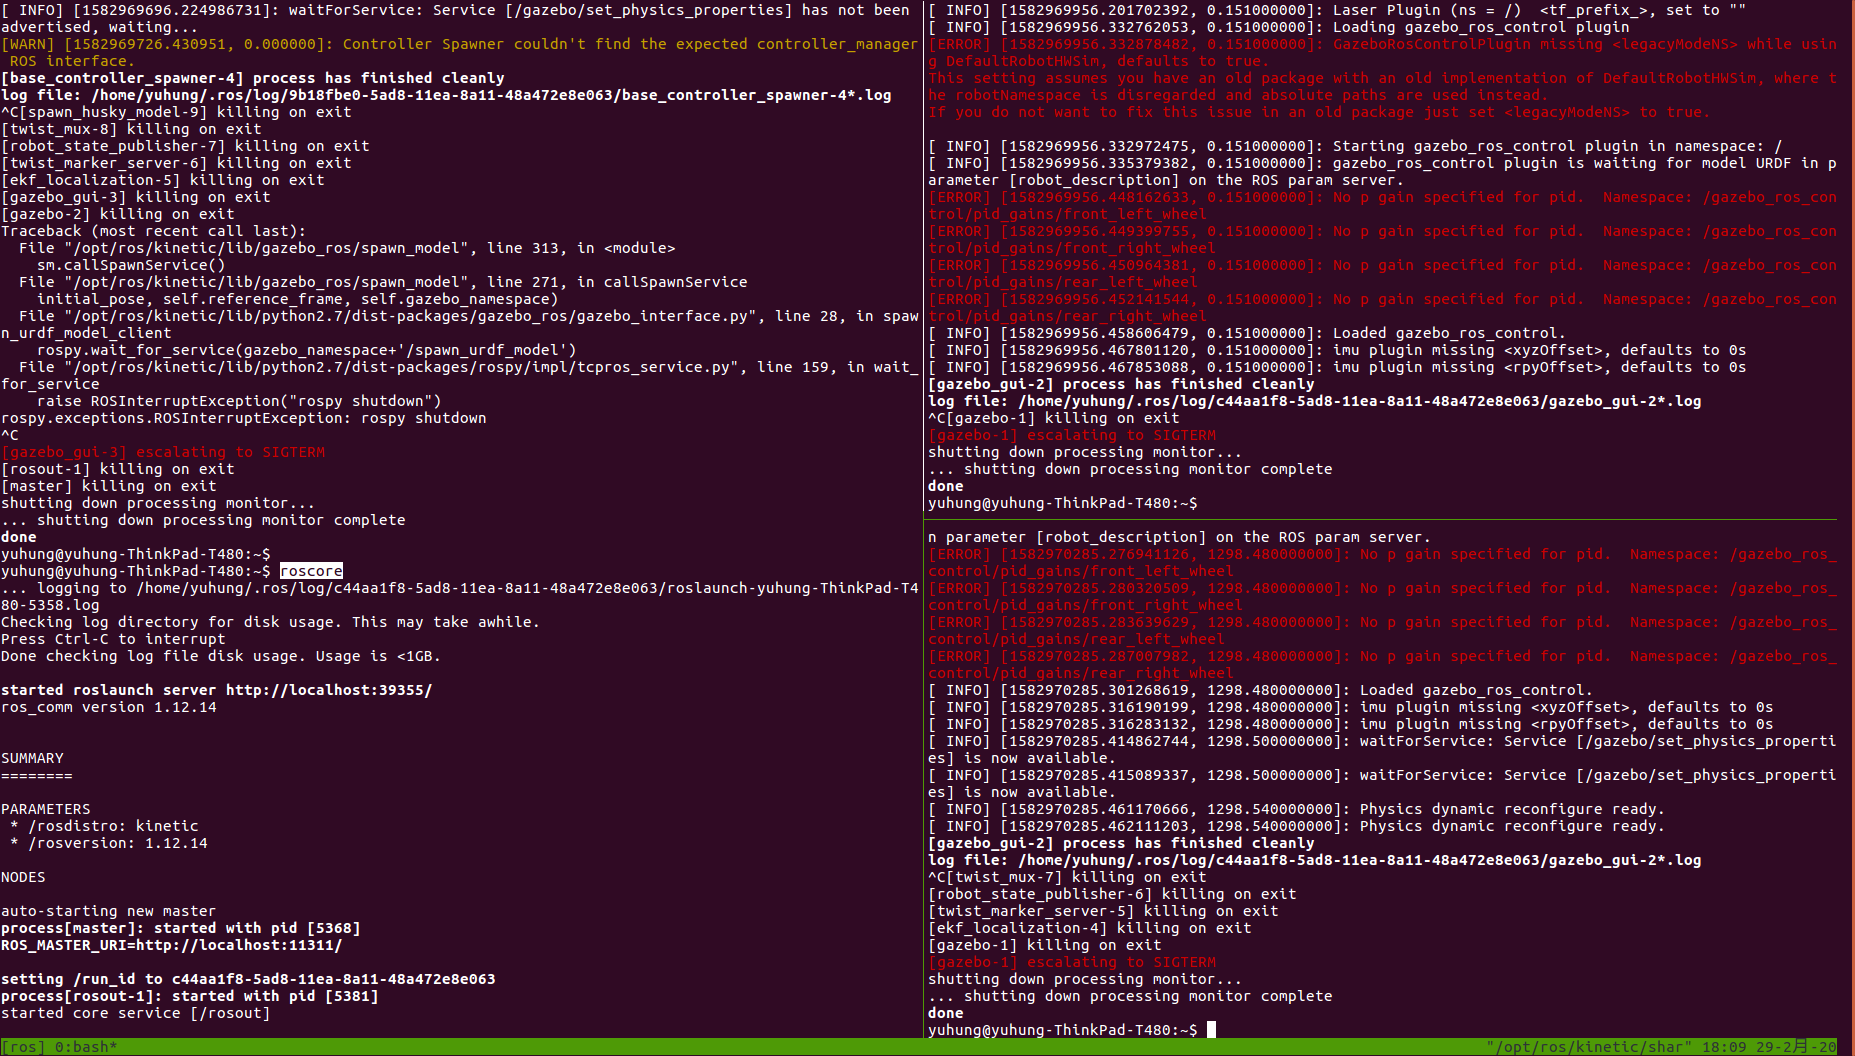 [ INFO] [1582969696.224986731]: waitForService: Service [/gazebo/set_physics_properties] has not been
advertised, waiting...
[WARN] [1582969726.430951, 0.000000]: Controller Spawner couldn't find the expected controller_manager
 ROS interface.
[base_controller_spawner-4] process has finished cleanly
log file: /home/yuhung/.ros/log/9b18fbe0-5ad8-11ea-8a11-48a472e8e063/base_controller_spawner-4*.log
^C[spawn_husky_model-9] killing on exit
[twist_mux-8] killing on exit
[robot_state_publisher-7] killing on exit
[twist_marker_server-6] killing on exit
[ekf_localization-5] killing on exit
[gazebo_gui-3] killing on exit
[gazebo-2] killing on exit
Traceback (most recent call last):
  File "/opt/ros/kinetic/lib/gazebo_ros/spawn_model", line 313, in <module>
    sm.callSpawnService()
  File "/opt/ros/kinetic/lib/gazebo_ros/spawn_model", line 271, in callSpawnService
    initial_pose, self.reference_frame, self.gazebo_namespace)
  File "/opt/ros/kinetic/lib/python2.7/dist-packages/gazebo_ros/gazebo_interface.py", line 28, in spaw
n_urdf_model_client
    rospy.wait_for_service(gazebo_namespace+'/spawn_urdf_model')
  File "/opt/ros/kinetic/lib/python2.7/dist-packages/rospy/impl/tcpros_service.py", line 159, in wait_
for_service
    raise ROSInterruptException("rospy shutdown")
rospy.exceptions.ROSInterruptException: rospy shutdown
^C
[gazebo_gui-3] escalating to SIGTERM
[rosout-1] killing on exit
[master] killing on exit
shutting down processing monitor...
... shutting down processing monitor complete
done
yuhung@yuhung-ThinkPad-T480:~$
yuhung@yuhung-ThinkPad-T480:~$ roscore
... logging to /home/yuhung/.ros/log/c44aa1f8-5ad8-11ea-8a11-48a472e8e063/roslaunch-yuhung-ThinkPad-T4
80-5358.log
Checking log directory for disk usage. This may take awhile.
Press Ctrl-C to interrupt
Done checking log file disk usage. Usage is <1GB.
started roslaunch server http://localhost:39355/
ros_comm version 1.12.14
SUMMARY
========
PARAMETERS
 * /rosdistro: kinetic
 * /rosversion: 1.12.14
NODES
auto-starting new master
process[master]: started with pid [5368]
ROS_MASTER_URI=http://localhost:11311/
setting /run_id to c44aa1f8-5ad8-11ea-8a11-48a472e8e063
process[rosout-1]: started with pid [5381]
started core service [/rosout]
[ INFO] [1582969956.201702392, 0.151000000]: Laser Plugin (ns = /)  <tf_prefix_>, set to ""
[ INFO] [1582969956.332762053, 0.151000000]: Loading gazebo_ros_control plugin
[ERROR] [1582969956.332878482, 0.151000000]: GazeboRosControlPlugin missing <legacyModeNS> while usin
g DefaultRobotHWSim, defaults to true.
This setting assumes you have an old package with an old implementation of DefaultRobotHWSim, where t
he robotNamespace is disregarded and absolute paths are used instead.
If you do not want to fix this issue in an old package just set <legacyModeNS> to true.
[ INFO] [1582969956.332972475, 0.151000000]: Starting gazebo_ros_control plugin in namespace: /
[ INFO] [1582969956.335379382, 0.151000000]: gazebo_ros_control plugin is waiting for model URDF in p
arameter [robot_description] on the ROS param server.
[ERROR] [1582969956.448162633, 0.151000000]: No p gain specified for pid.  Namespace: /gazebo_ros_con
trol/pid_gains/front_left_wheel
[ERROR] [1582969956.449399755, 0.151000000]: No p gain specified for pid.  Namespace: /gazebo_ros_con
trol/pid_gains/front_right_wheel
[ERROR] [1582969956.450964381, 0.151000000]: No p gain specified for pid.  Namespace: /gazebo_ros_con
trol/pid_gains/rear_left_wheel
[ERROR] [1582969956.452141544, 0.151000000]: No p gain specified for pid.  Namespace: /gazebo_ros_con
trol/pid_gains/rear_right_wheel
[ INFO] [1582969956.458606479, 0.151000000]: Loaded gazebo_ros_control.
[ INFO] [1582969956.467801120, 0.151000000]: imu plugin missing <xyzOffset>, defaults to 0s
[ INFO] [1582969956.467853088, 0.151000000]: imu plugin missing <rpyOffset>, defaults to 0s
[gazebo_gui-2] process has finished cleanly
log file: /home/yuhung/.ros/log/c44aa1f8-5ad8-11ea-8a11-48a472e8e063/gazebo_gui-2*.log
^C[gazebo-1] killing on exit
[gazebo-1] escalating to SIGTERM
shutting down processing monitor...
... shutting down processing monitor complete
done
yuhung@yuhung-ThinkPad-T480:~$
n parameter [robot_description] on the ROS param server.
[ERROR] [1582970285.276941126, 1298.480000000]: No p gain specified for pid.  Namespace: /gazebo_ros_
control/pid_gains/front_left_wheel
[ERROR] [1582970285.280320509, 1298.480000000]: No p gain specified for pid.  Namespace: /gazebo_ros_
control/pid_gains/front_right_wheel
[ERROR] [1582970285.283639629, 1298.480000000]: No p gain specified for pid.  Namespace: /gazebo_ros_
control/pid_gains/rear_left_wheel
[ERROR] [1582970285.287007982, 1298.480000000]: No p gain specified for pid.  Namespace: /gazebo_ros_
control/pid_gains/rear_right_wheel
[ INFO] [1582970285.301268619, 1298.480000000]: Loaded gazebo_ros_control.
[ INFO] [1582970285.316190199, 1298.480000000]: imu plugin missing <xyzOffset>, defaults to 0s
[ INFO] [1582970285.316283132, 1298.480000000]: imu plugin missing <rpyOffset>, defaults to 0s
[ INFO] [1582970285.414862744, 1298.500000000]: waitForService: Service [/gazebo/set_physics_properti
es] is now available.
[ INFO] [1582970285.415089337, 1298.500000000]: waitForService: Service [/gazebo/set_physics_properti
es] is now available.
[ INFO] [1582970285.461170666, 1298.540000000]: Physics dynamic reconfigure ready.
[ INFO] [1582970285.462111203, 1298.540000000]: Physics dynamic reconfigure ready.
[gazebo_gui-2] process has finished cleanly
log file: /home/yuhung/.ros/log/c44aa1f8-5ad8-11ea-8a11-48a472e8e063/gazebo_gui-2*.log
^C[twist_mux-7] killing on exit
[robot_state_publisher-6] killing on exit
[twist_marker_server-5] killing on exit
[ekf_localization-4] killing on exit
[gazebo-1] killing on exit
[gazebo-1] escalating to SIGTERM
shutting down processing monitor...
... shutting down processing monitor complete
done
yuhung@yuhung-ThinkPad-T480:~$
[ros] 0:bash* "/opt/ros/kinetic/shar" 18:09 29-2月-20